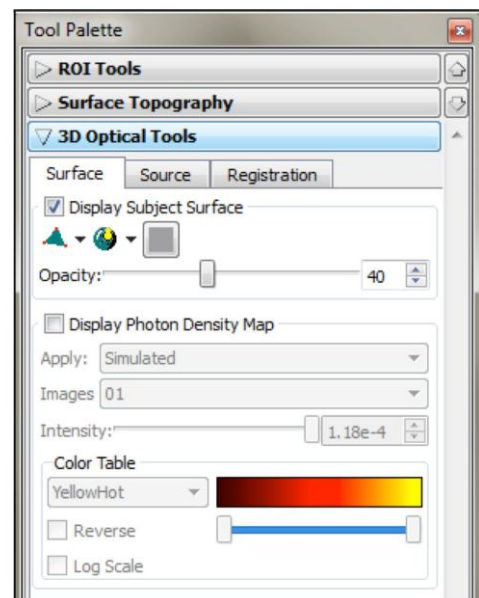 Tool Palette
ROI Tools
Surface Topography
3D Optical Tools
Surface Source Registration
Display Subject Surface
Opacity: 40
Display Photon Density Map
Apply: Simulated
Images 01
Intensity: 1.18e-4
Color Table
YellowHot
Reverse
Log Scale